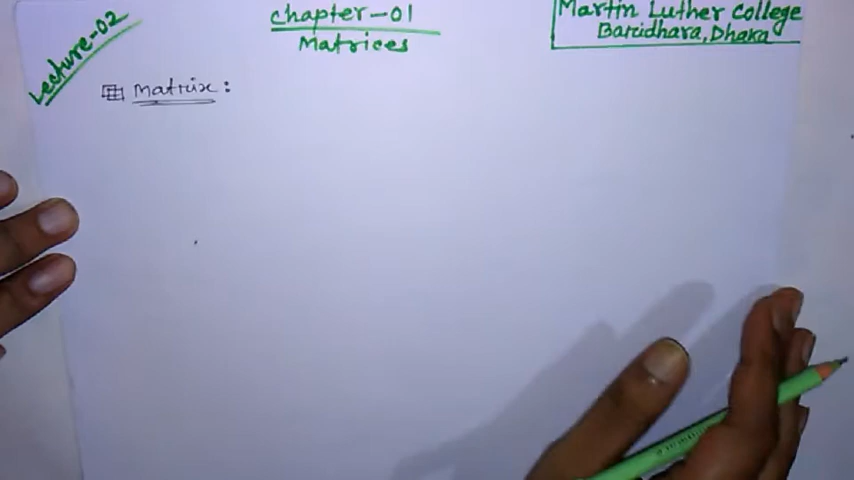 Lecture-02
chapter-01
Matrices
Martin Luther College
Baridhara, Dhaka
Matrix: